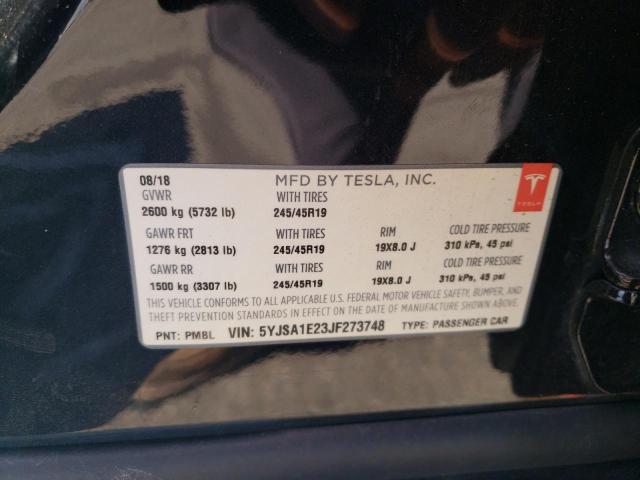 08/18 MFD BY TESLA, INC.
GVWR WITH TIRES
2600 kg (5732 lb) 245/45R19
GAWR FRT WITH TIRES RIM COLD TIRE PRESSURE
1276 kg (2813 lb) 245/45R19 19X8.0 J 310 kPa, 45 psi
GAWR RR WITH TIRES RIM COLD TIRE PRESSURE
1500 kg (3307 lb) 245/45R19 19X8.0 J 310 kPa, 45 psi
THIS VEHICLE CONFORMS TO ALL APPLICABLE U.S. FEDERAL MOTOR VEHICLE SAFETY, BUMPER, AND
THEFT PREVENTION STANDARDS IN EFFECT ON THE DATE OF MANUFACTURE SHOWN ABOVE.
PNT: PMBL VIN: 5YJSA1E23JF273748 TYPE: PASSENGER CAR
TESLA